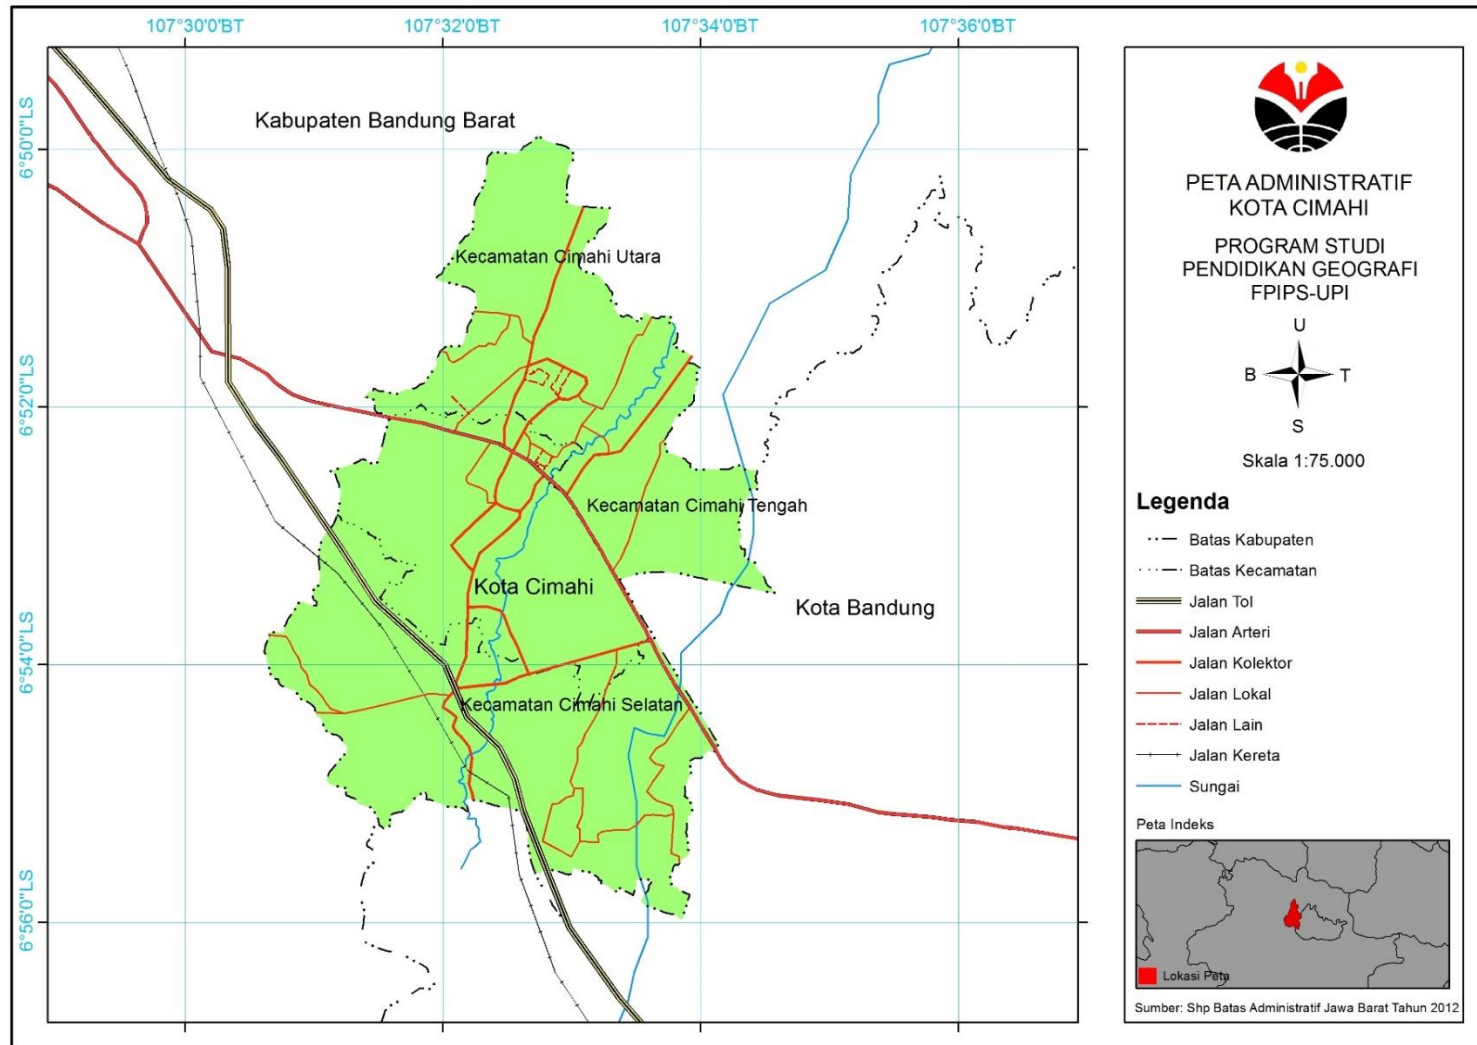 107°30'0"BT
107°32'0"BT
107°34'0"BT
107°36'0"BT
6°50'0"LS
6°52'0"LS
6°54'0"LS
6°56'0"LS
Kabupaten Bandung Barat
Kecamatan Cimahi Utara
Kecamatan Cimahi Tengah
Kota Cimahi
Kota Bandung
Kecamatan Cimahi Selatan
PETA ADMINISTRATIF
KOTA CIMAHI
PROGRAM STUDI
PENDIDIKAN GEOGRAFI
FPIPS-UPI
U
B
T
S
Skala 1:75.000
Legenda
Batas Kabupaten
Batas Kecamatan
Jalan Tol
Jalan Arteri
Jalan Kolektor
Jalan Lokal
Jalan Lain
Jalan Kereta
Sungai
Peta Indeks
Lokasi Peta
Sumber: Shp Batas Administratif Jawa Barat Tahun 2012